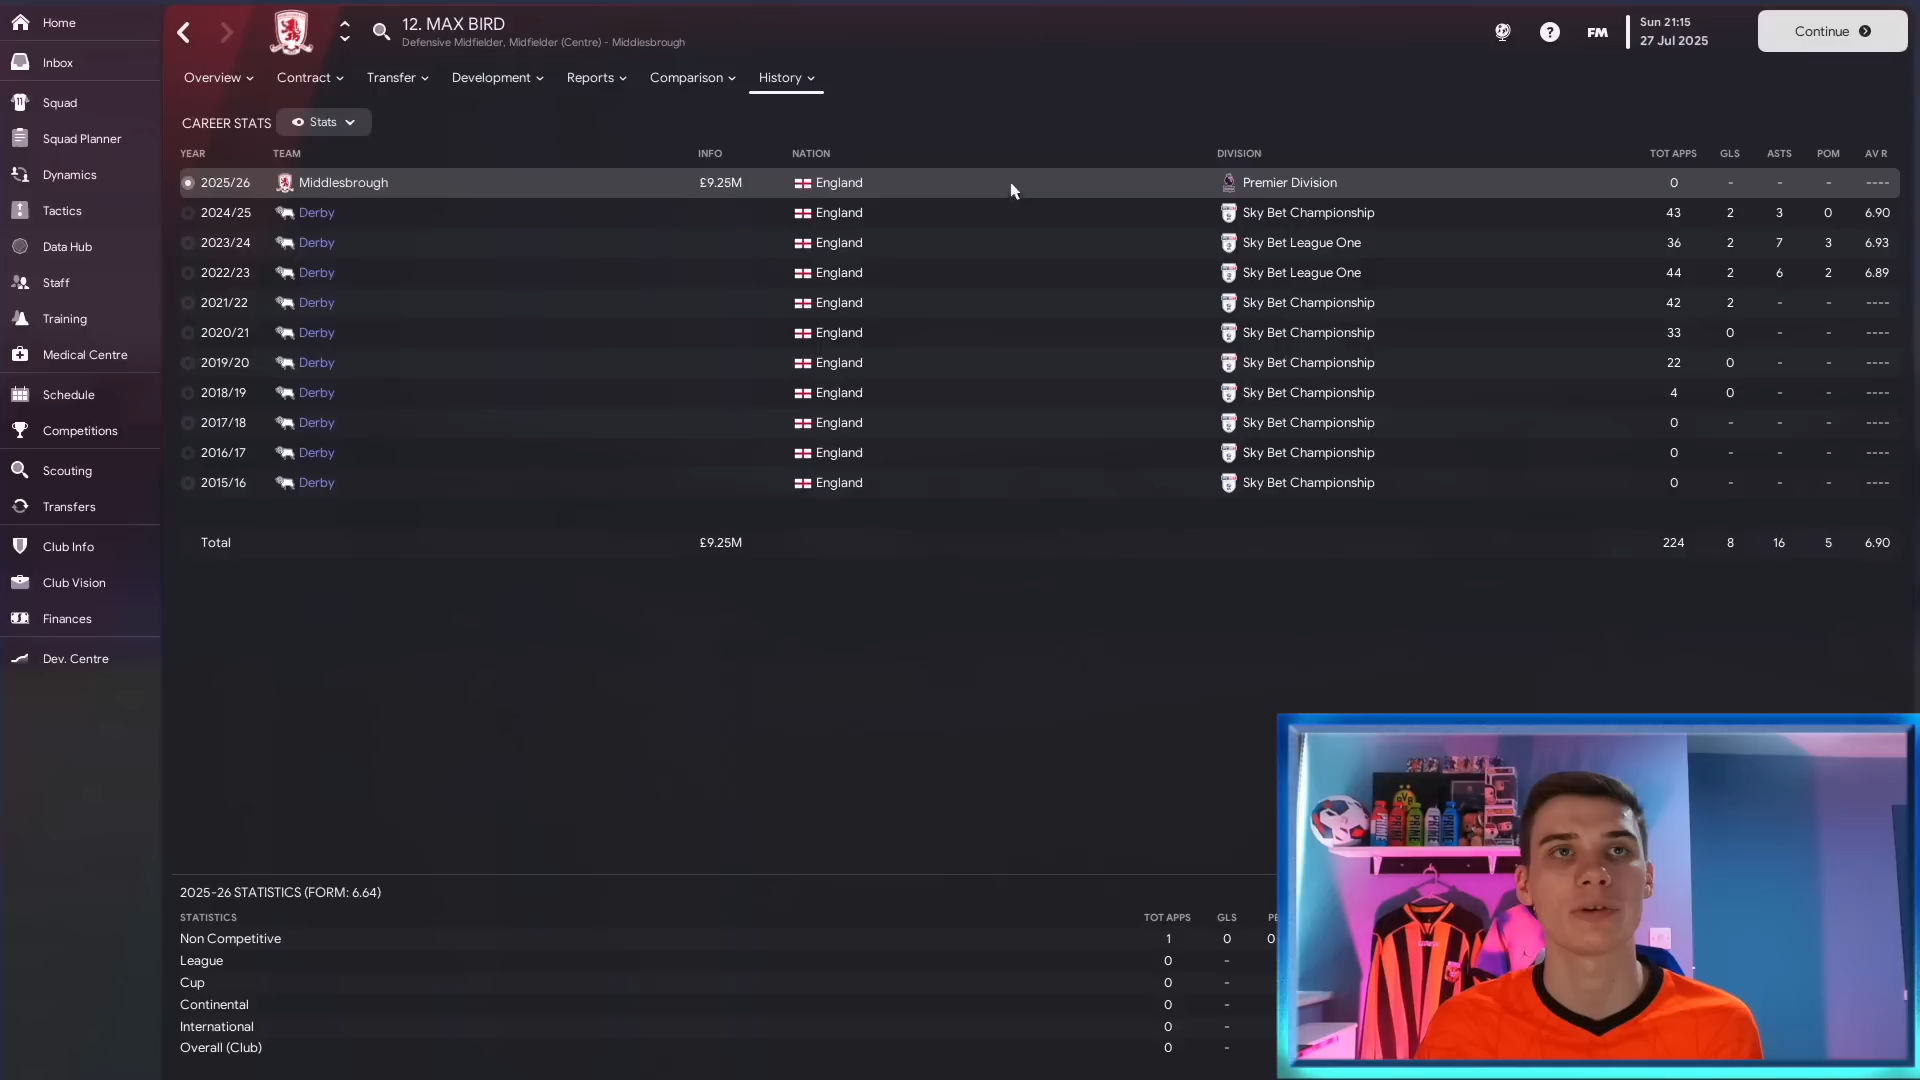 Home
Inbox
Squad
Squad Planner
Dynamics
Tactics
Data Hub
Staff
Training
Medical Centre
Schedule
Competitions
Scouting
Transfers
Club Info
Club Vision
Finances
Dev. Centre
12. MAX BIRD
Defensive Midfielder, Midfielder (Centre) - Middlesbrough
? FM Sun 21:15
27 Jul 2025
Continue
Overview Contract Transfer Development Reports Comparison History
CAREER STATS Stats
YEAR TEAM INFO NATION DIVISION TOT APPS GLS ASTS POM AV R
2025/26 Middlesbrough £9.25M England Premier Division 0 - - - ----
2024/25 Derby England Sky Bet Championship 43 2 3 0 6.90
2023/24 Derby England Sky Bet League One 36 2 7 3 6.93
2022/23 Derby England Sky Bet League One 44 2 6 2 6.89
2021/22 Derby England Sky Bet Championship 42 2 - - ----
2020/21 Derby England Sky Bet Championship 33 0 - - ----
2019/20 Derby England Sky Bet Championship 22 0 - - ----
2018/19 Derby England Sky Bet Championship 4 0 - - ----
2017/18 Derby England Sky Bet Championship 0 - - - ----
2016/17 Derby England Sky Bet Championship 0 - - - ----
2015/16 Derby England Sky Bet Championship 0 - - - ----
Total £9.25M 224 8 16 5 6.90
2025-26 STATISTICS (FORM: 6.64)
STATISTICS TOT APPS GLS
Non Competitive 1 0 0
League 0 -
Cup 0 -
Continental 0 -
International 0 -
Overall (Club) 0 -
PRIME PRIME PRIME PRIME PRIME